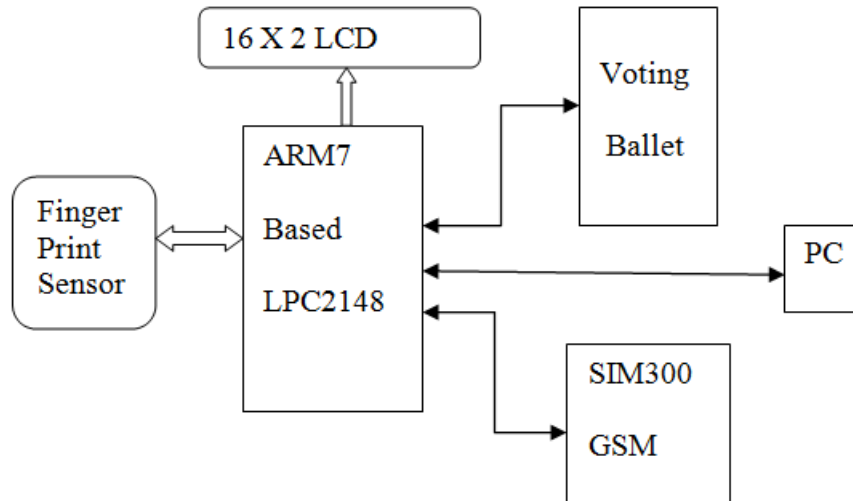 16 X 2 LCD
Voting
Ballet
ARM7
Based
LPC2148
Finger
Print
Sensor
PC
SIM300
GSM